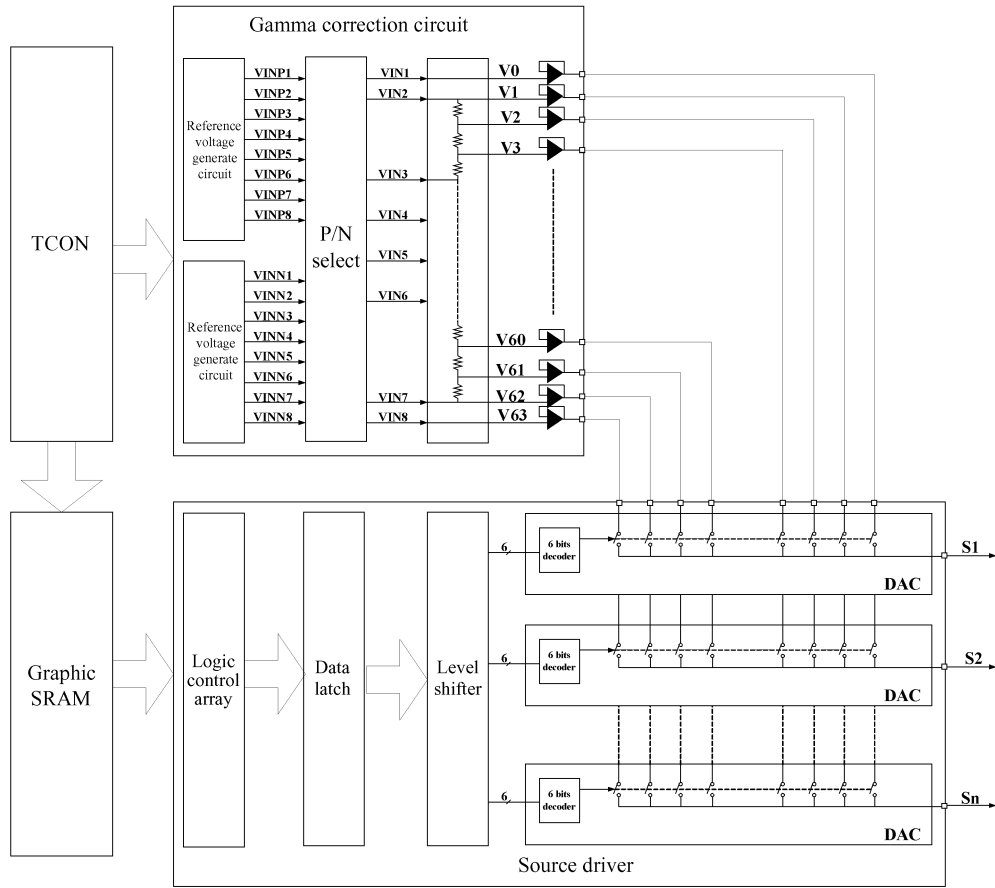 Gamma correction circuit
TCON
Reference
voltage
generate
circuit
VINP1
VINP2
VINP3
VINP4
VINP5
VINP6
VINP7
VINP8
Reference
voltage
generate
circuit
VINN1
VINN2
VINN3
VINN4
VINN5
VINN6
VINN7
VINN8
P/N
select
VIN1
VIN2
VIN3
VIN4
VIN5
VIN6
VIN7
VIN8
V0
V1
V2
V3
V60
V61
V62
V63
Graphic
SRAM
Logic
control
array
Data
latch
Level
shifter
6
6 bits
decoder
DAC
S1
6
6 bits
decoder
DAC
S2
6
6 bits
decoder
DAC
Sn
Source driver